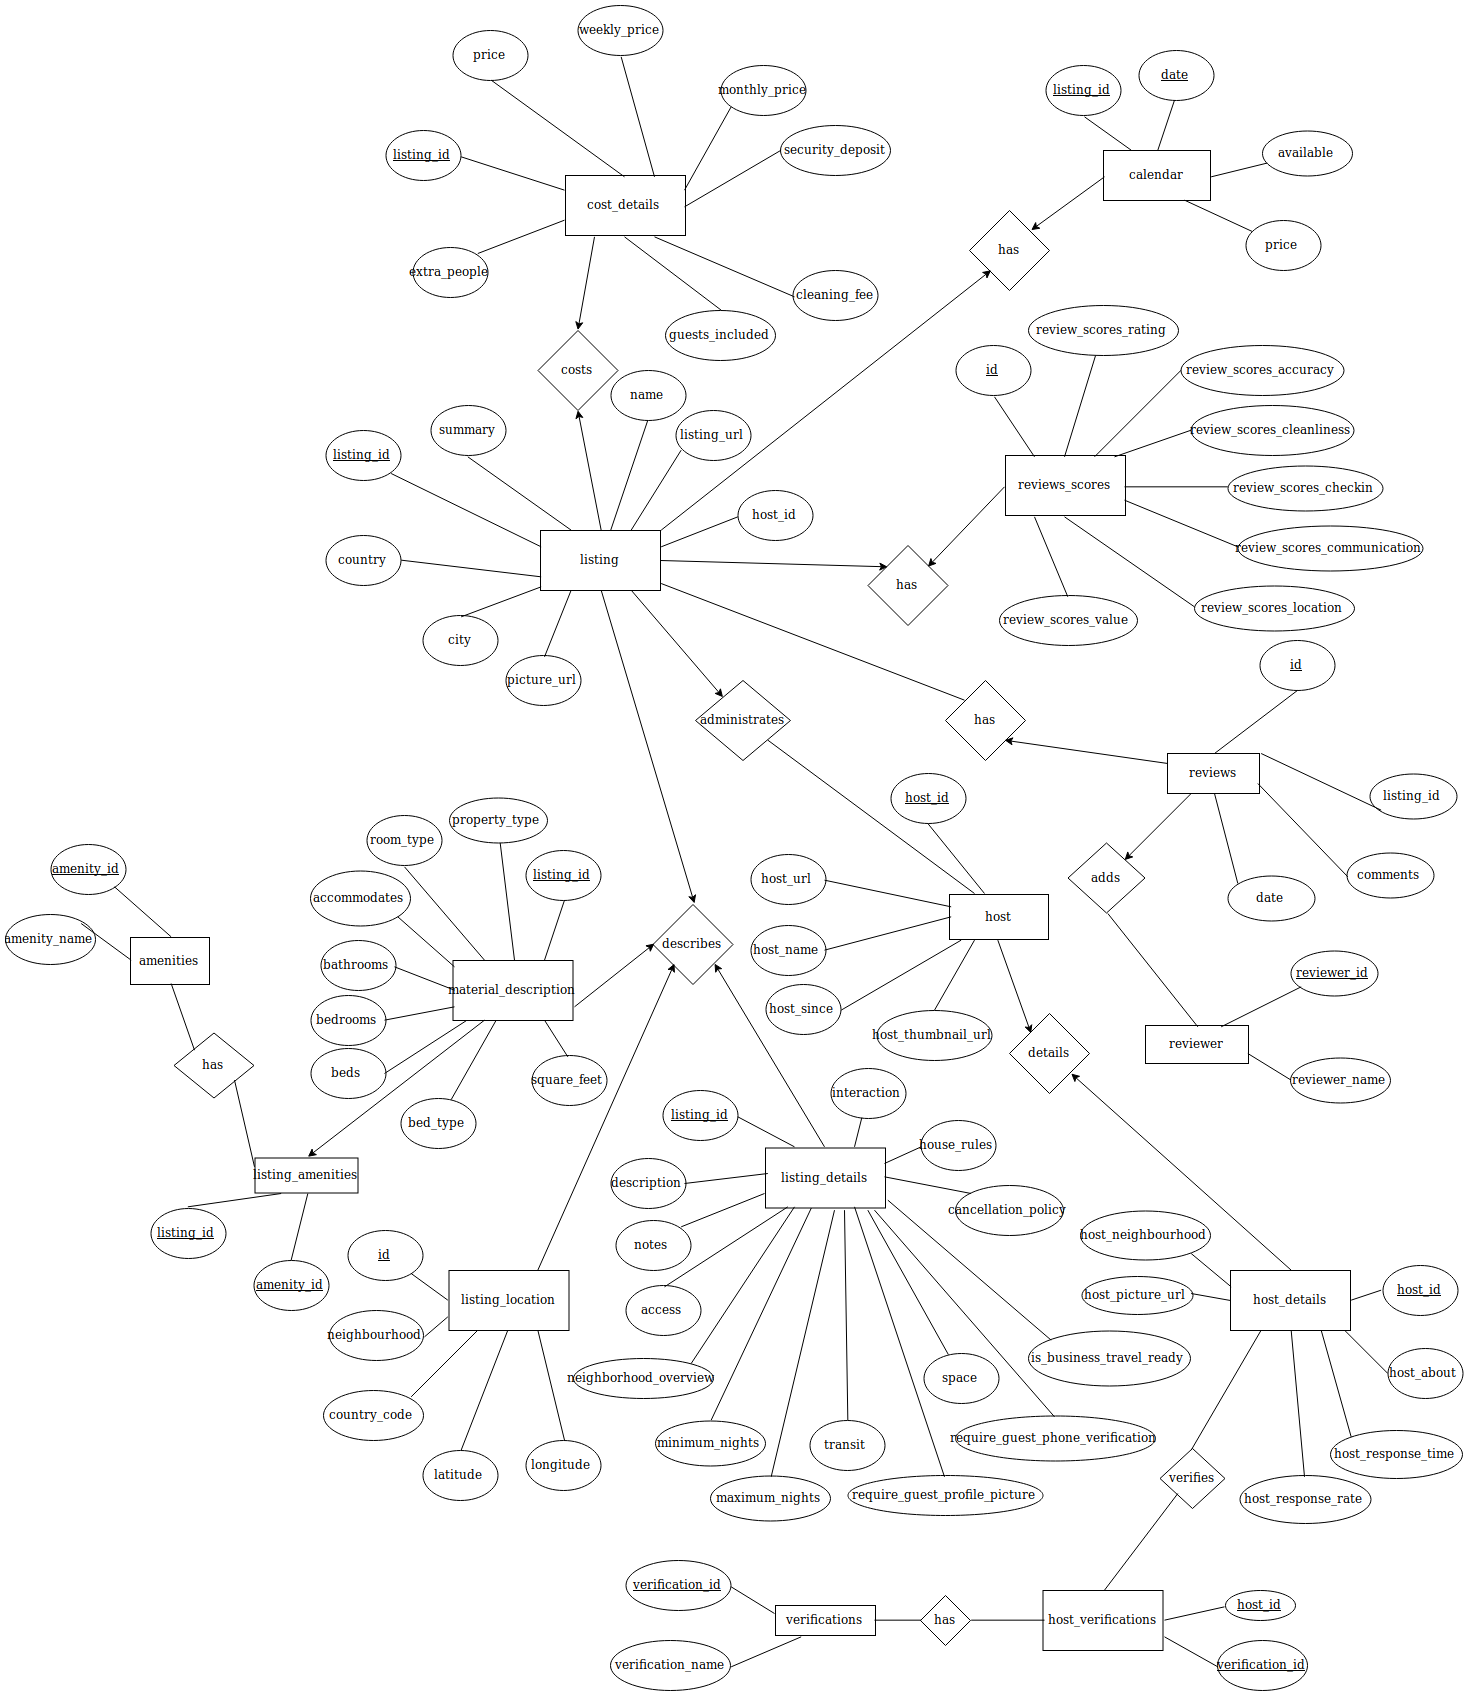 weekly_price
price
monthly_price
security_deposit
listing_id
cost_details
extra_people
cleaning_fee
guests_included
costs
listing_id
date
available
calendar
price
has
review_scores_rating
id
review_scores_accuracy
review_scores_cleanliness
reviews_scores
review_scores_checkin
review_scores_communication
review_scores_location
review_scores_value
has
name
summary
listing_url
listing_id
host_id
country
listing
city
picture_url
administrates
has
id
reviews
listing_id
comments
date
adds
host_id
host_url
host
host_name
host_since
host_thumbnail_url
details
reviewer_id
reviewer
reviewer_name
property_type
room_type
listing_id
accommodates
bathrooms
material_description
bedrooms
beds
bed_type
square_feet
describes
amenity_id
amenity_name
amenities
has
listing_amenities
listing_id
amenity_id
id
listing_location
neighbourhood
country_code
latitude
longitude
interaction
listing_id
house_rules
description
listing_details
cancellation_policy
notes
access
neighborhood_overview
minimum_nights
maximum_nights
transit
space
is_business_travel_ready
require_guest_phone_verification
require_guest_profile_picture
host_neighbourhood
host_picture_url
host_details
host_id
host_about
host_response_time
host_response_rate
verifies
verification_id
verifications
has
host_verifications
host_id
verification_name
verification_id